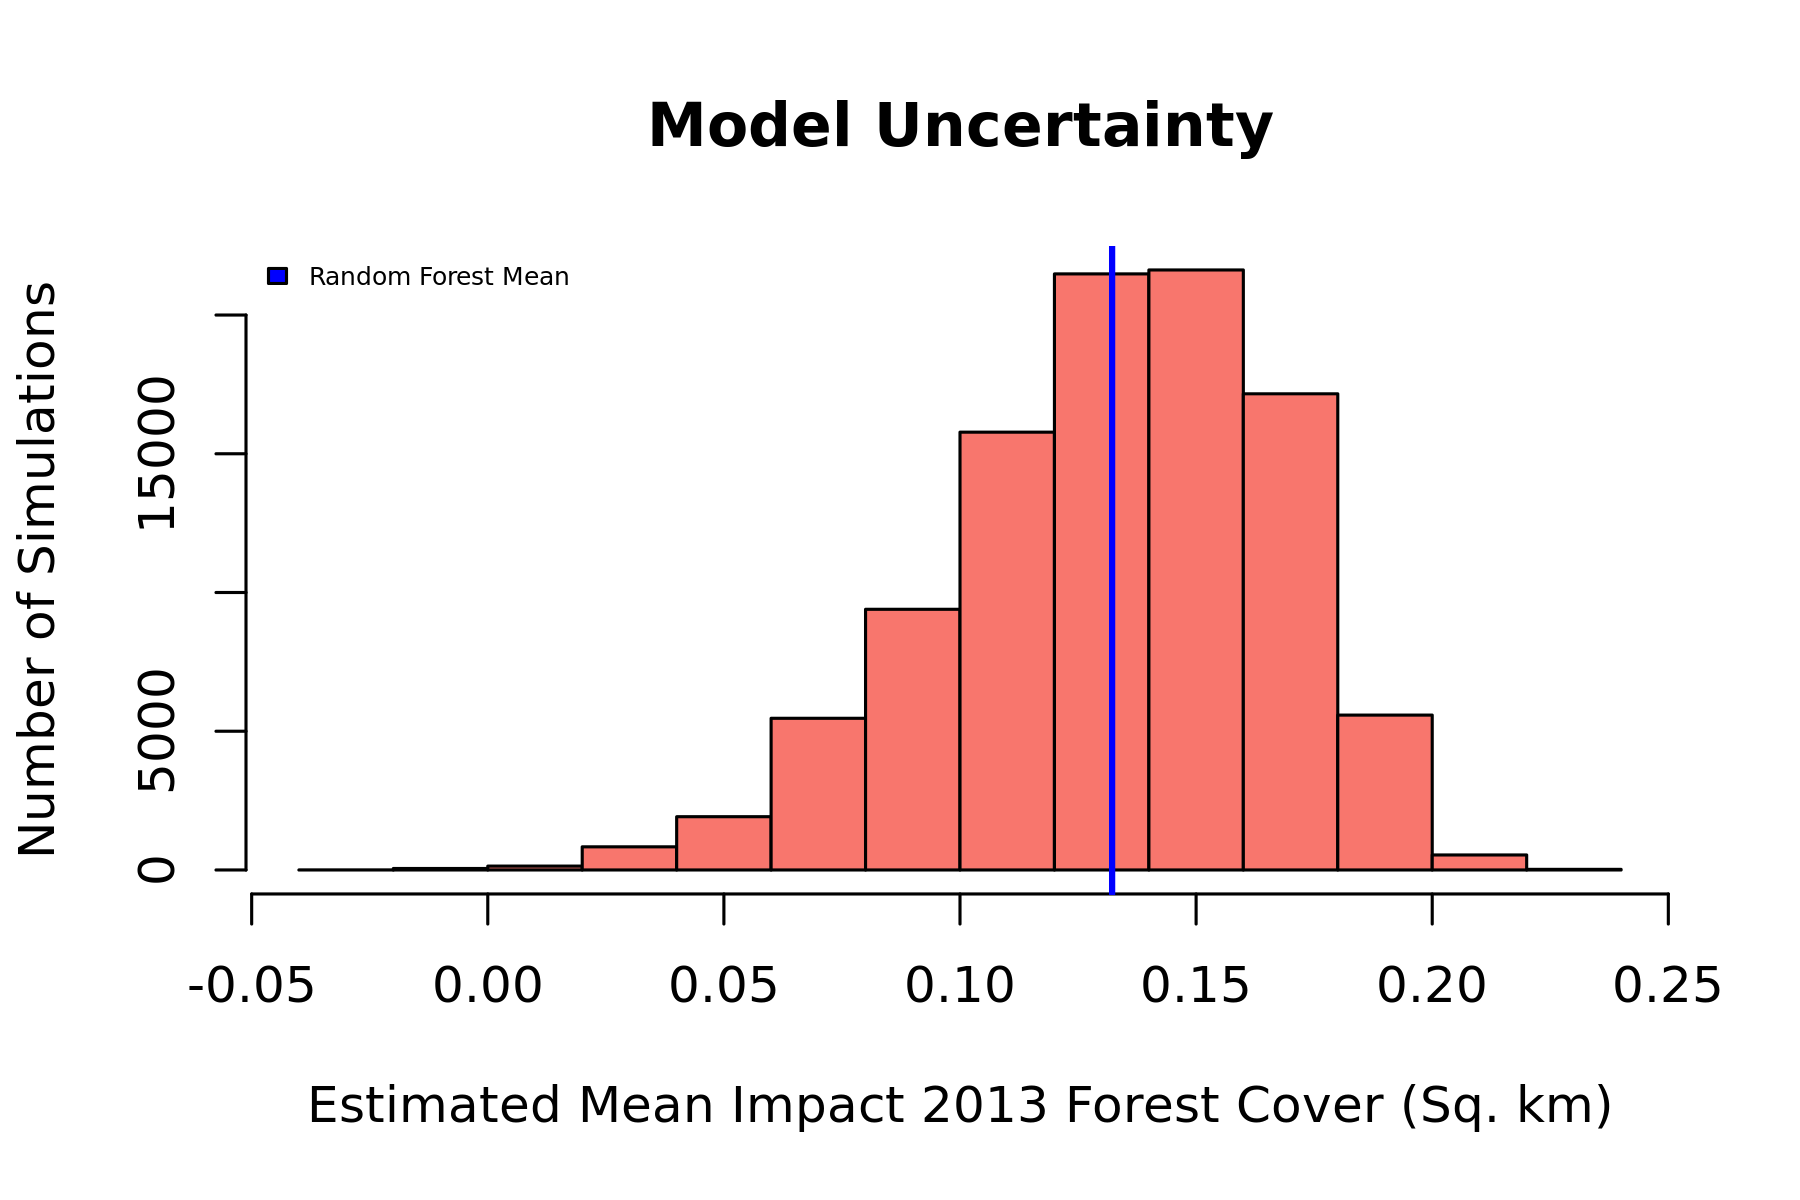 Model Uncertainty
Random Forest Mean
Number of Simulations
15000
5000
0
-0.05 0.00 0.05 0.10 0.15 0.20 0.25
Estimated Mean Impact 2013 Forest Cover (Sq. km)